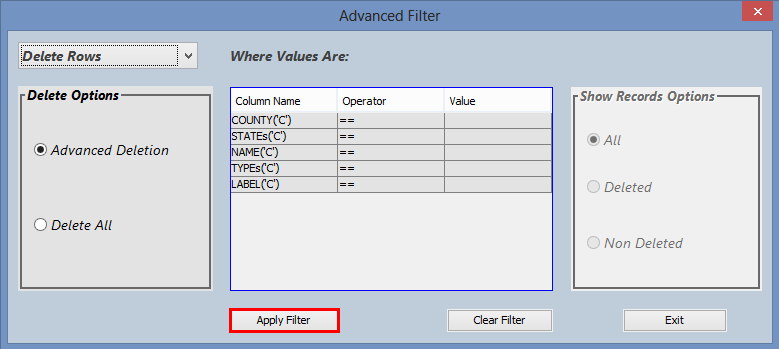 Advanced Filter
Delete Rows
Where Values Are:
Delete Options
Advanced Deletion
Delete All
Column Name Operator Value
COUNTY('C') ==
STATEs('C') ==
NAME('C') ==
TYPEs('C') ==
LABEL('C') ==
Show Records Options
All
Deleted
Non Deleted
Apply Filter Clear Filter Exit